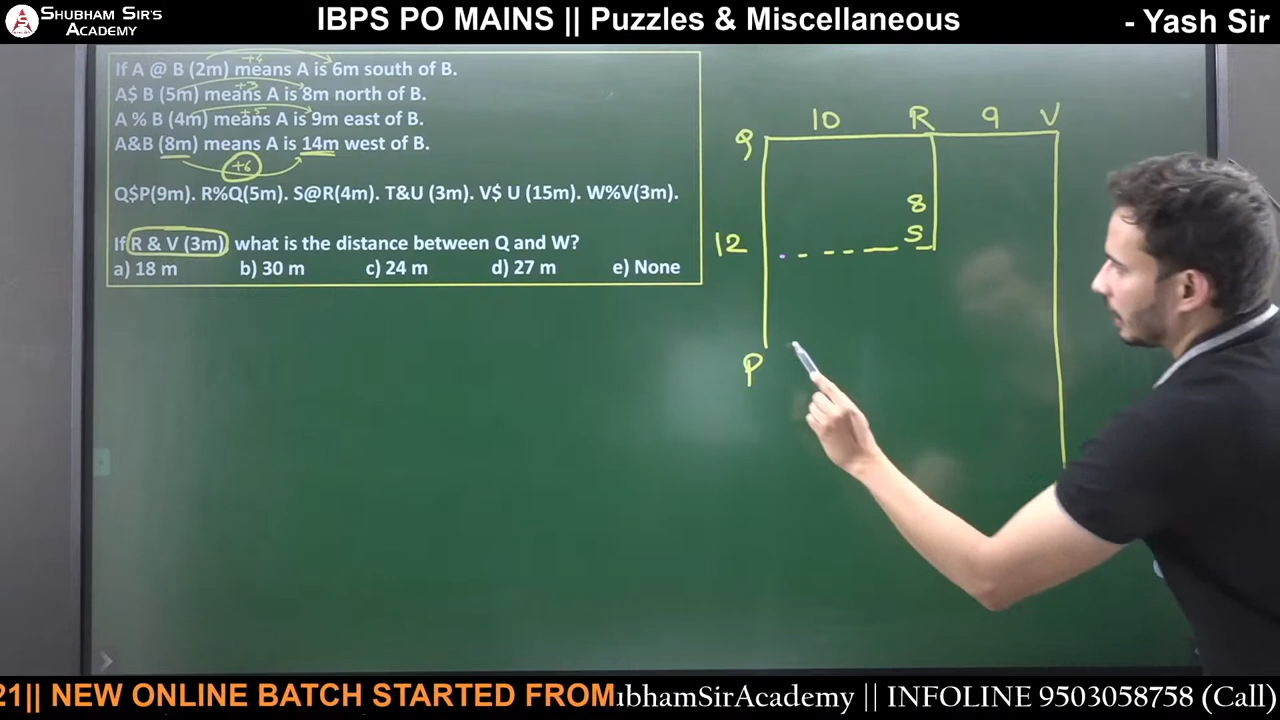 SHUBHAM SIR'S
ACADEMY
IBPS PO MAINS || Puzzles & Miscellaneous
- Yash Sir
If A @ B (2m) means A is 6m south of B.
+4
A$ B (5m) means A is 8m north of B.
+3
A % B (4m) means A is 9m east of B.
+5
A&B (8m) means A is 14m west of B.
+6
Q$P(9m). R%Q(5m). S@R(4m). T&U (3m). V$ U (15m). W%V(3m).
If R & V (3m), what is the distance between Q and W?
a) 18 m b) 30 m c) 24 m d) 27 m e) None
Q 10 R 9 V
8
12 S
P
21|| NEW ONLINE BATCH STARTED FROM
ubhamSirAcademy || INFOLINE 9503058758 (Call)